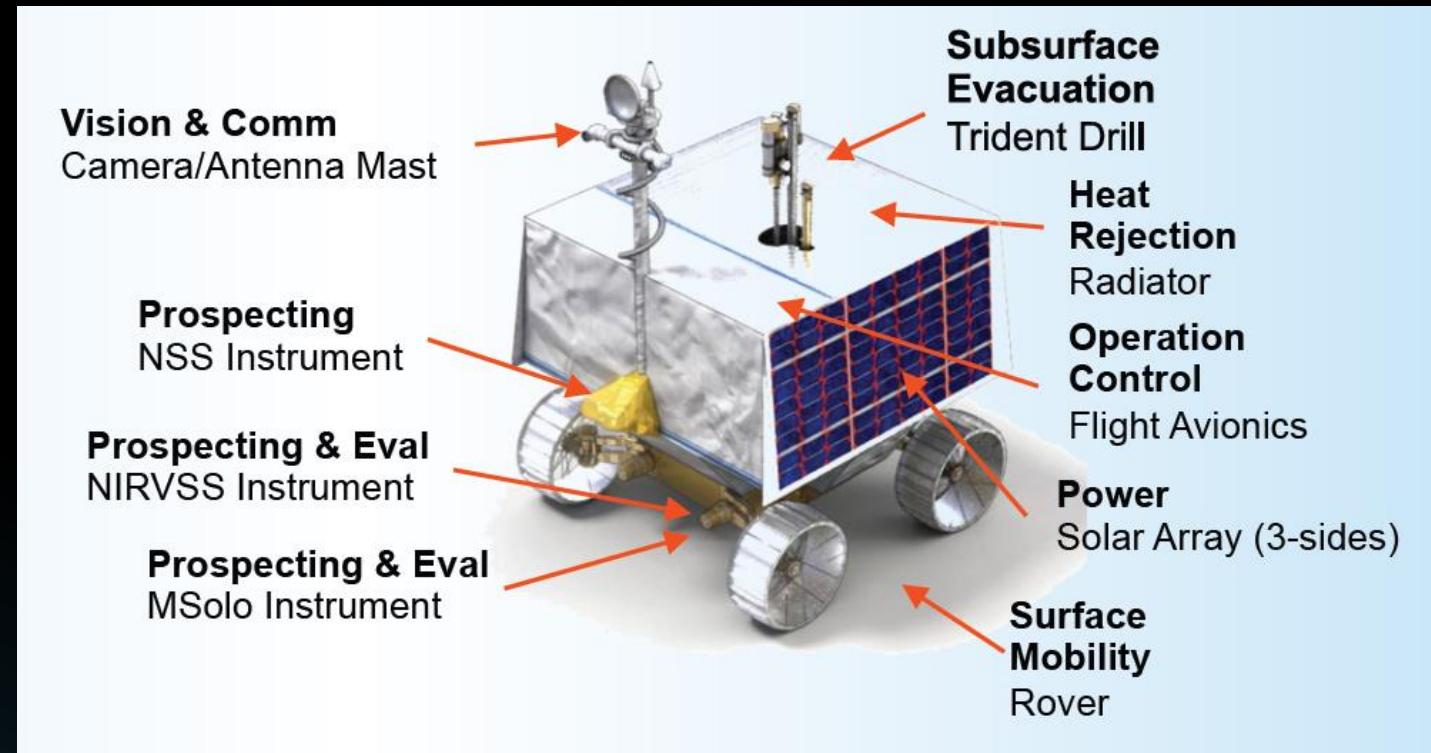 Vision & Comm
Camera/Antenna Mast
Prospecting
NSS Instrument
Prospecting & Eval
NIRVSS Instrument
Prospecting & Eval
MSolo Instrument
Subsurface
Evacuation
Trident Drill
Heat
Rejection
Radiator
Operation
Control
Flight Avionics
Power
Solar Array (3-sides)
Surface
Mobility
Rover